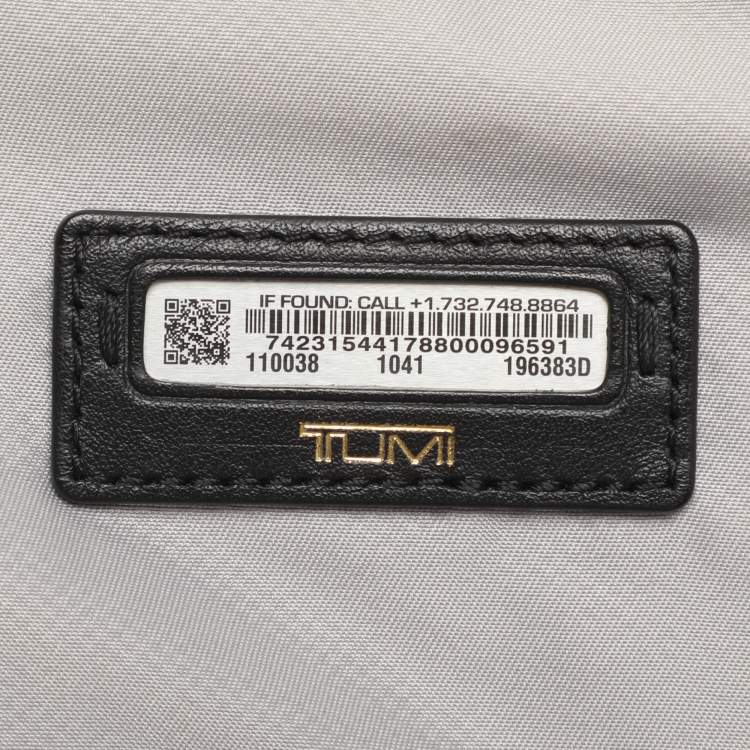 IF FOUND: CALL +1.732.748.8864
74231544178800096591
110038 1041 196383D
TUMI